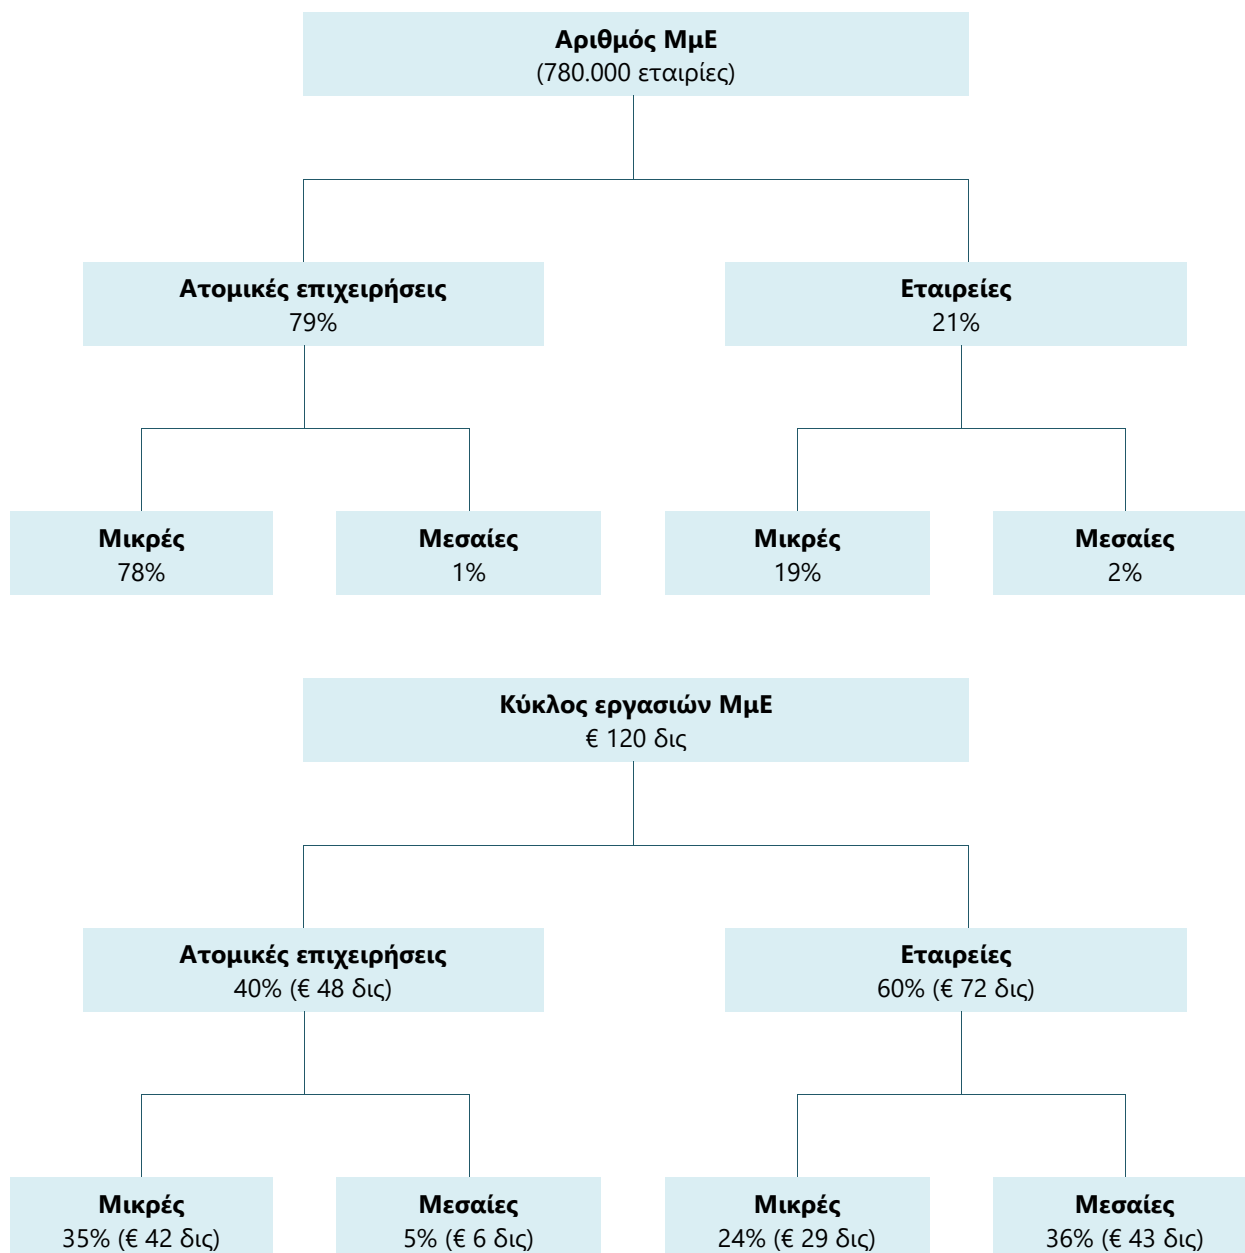 Αριθμός ΜμΕ
(780.000 εταιρίες)
Ατομικές επιχειρήσεις
79%
Εταιρείες
21%
Μικρές
78%
Μεσαίες
1%
Μικρές
19%
Μεσαίες
2%
Κύκλος εργασιών ΜμΕ
€ 120 δις
Ατομικές επιχειρήσεις
40% (€ 48 δις)
Εταιρείες
60% (€ 72 δις)
Μικρές
35% (€ 42 δις)
Μεσαίες
5% (€ 6 δις)
Μικρές
24% (€ 29 δις)
Μεσαίες
36% (€ 43 δις)